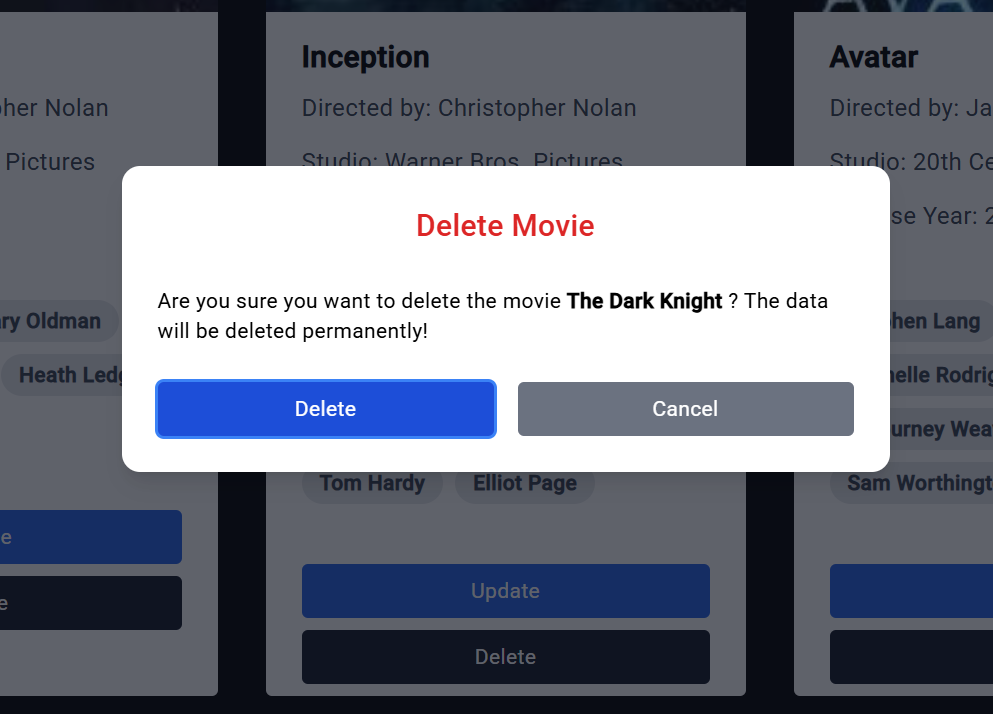 Inception
Avatar
pher Nolan
Directed by: Christopher Nolan
Directed by: Ja
Pictures
Studio: Warner Bros. Pictures
Studio: 20th Ce
se Year: 2
Delete Movie
Are you sure you want to delete the movie The Dark Knight ? The data
will be deleted permanently!
ry Oldman
hen Lang
Heath Ledg
elle Rodrig
Delete
Cancel
urney Wea
Tom Hardy
Elliot Page
Sam Worthingt
e
Update
e
Delete